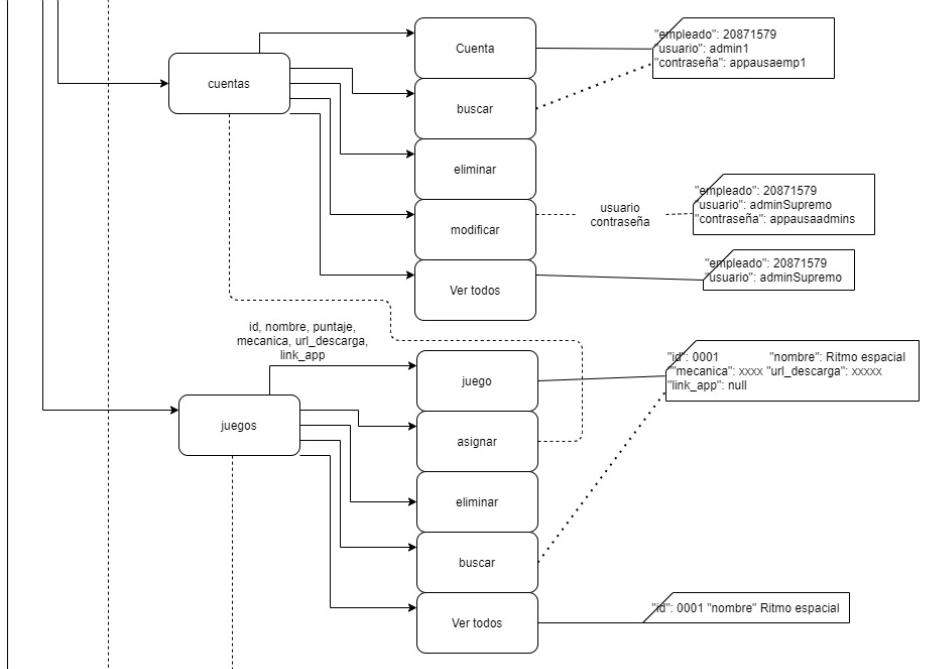 cuentas
Cuenta
buscar
eliminar
modificar
Ver todos
"empleado": 20871579
"usuario": admin1
"contraseña": appausaemp1
usuario
contraseña
"empleado": 20871579
"usuario": adminSupremo
"contraseña": appausaadmins
"empleado": 20871579
"usuario": adminSupremo
id, nombre, puntaje,
mecanica, url_descarga,
link_app
juegos
juego
asignar
eliminar
buscar
Ver todos
"id": 0001 "nombre": Ritmo espacial
"mecanica": xxxx "url_descarga": xxxxx
"link_app": null
"id": 0001 "nombre" Ritmo espacial